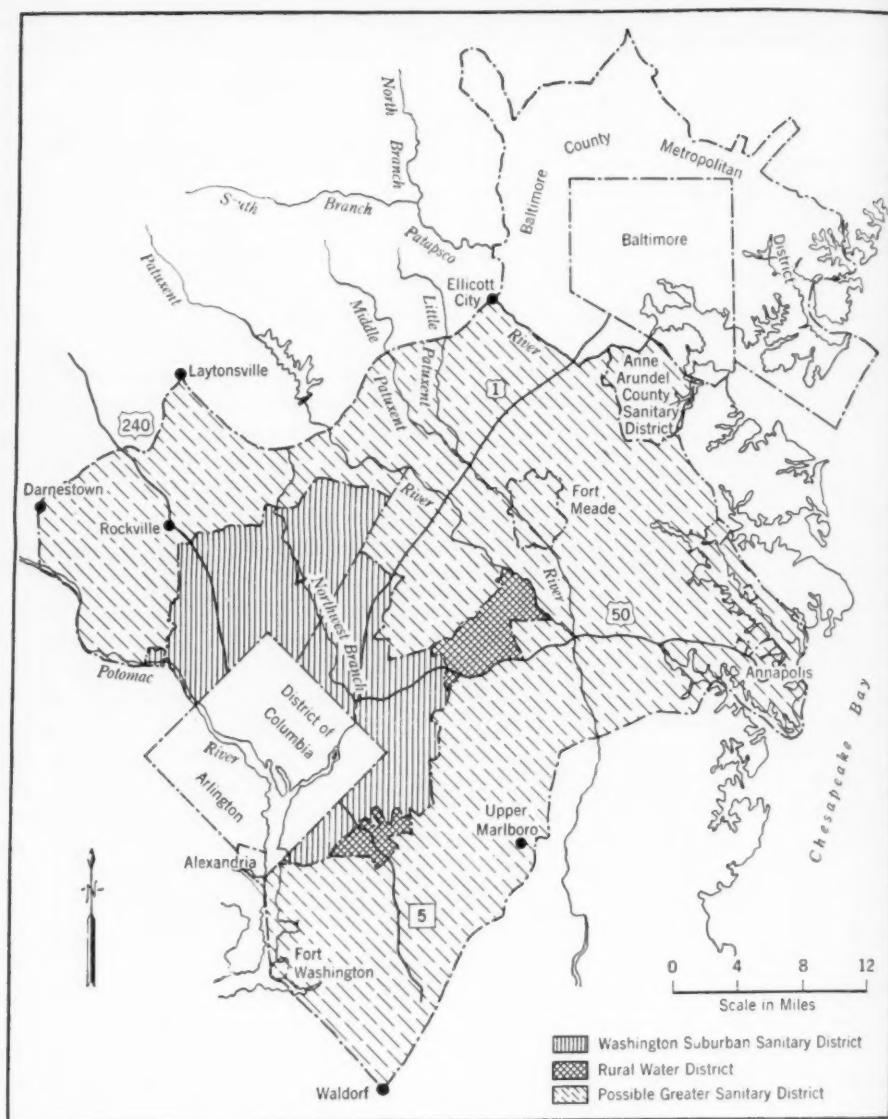 North
Branch
South Branch
Patapsco
River
Baltimore
County
Metropolitan
District
Baltimore
Patuxent
Middle
Patuxent
Little
Patuxent
Ellicott
City
Laytonsville
240
1
Anne
Arundel
County
Sanitary
District
Darnestown
Rockville
River
Fort
Meade
River
Northwest Branch
50
Potomac
River
District of
Columbia
Arlington
Annapolis
Chesapeake Bay
Upper
Marlboro
Alexandria
N
5
Fort
Washington
Waldorf
0 4 8 12
Scale in Miles
Washington Suburban Sanitary District
Rural Water District
Possible Greater Sanitary District